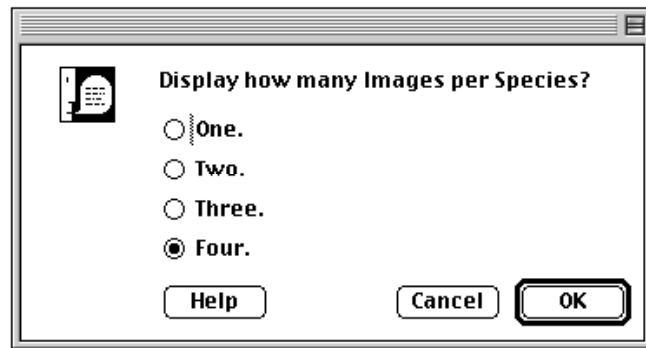 Display how many Images per Species?
One.
Two.
Three.
Four.
Help Cancel OK